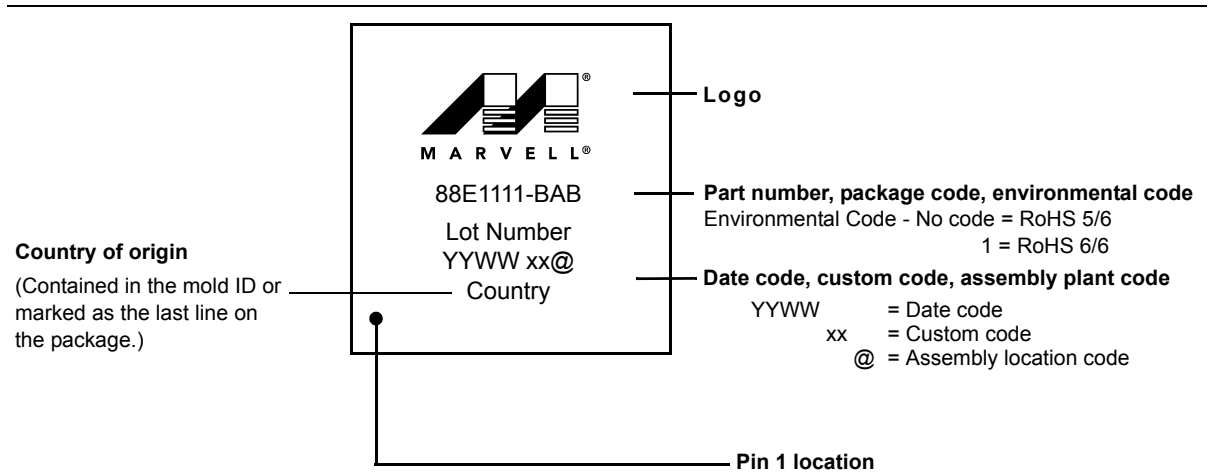 ®
MARVELL®
88E1111-BAB
Lot Number
YYWW xx@
Country
Logo
Part number, package code, environmental code
Environmental Code - No code = RoHS 5/6
1 = RoHS 6/6
Date code, custom code, assembly plant code
YYWW = Date code
xx = Custom code
@ = Assembly location code
Country of origin
(Contained in the mold ID or
marked as the last line on
the package.)
Pin 1 location